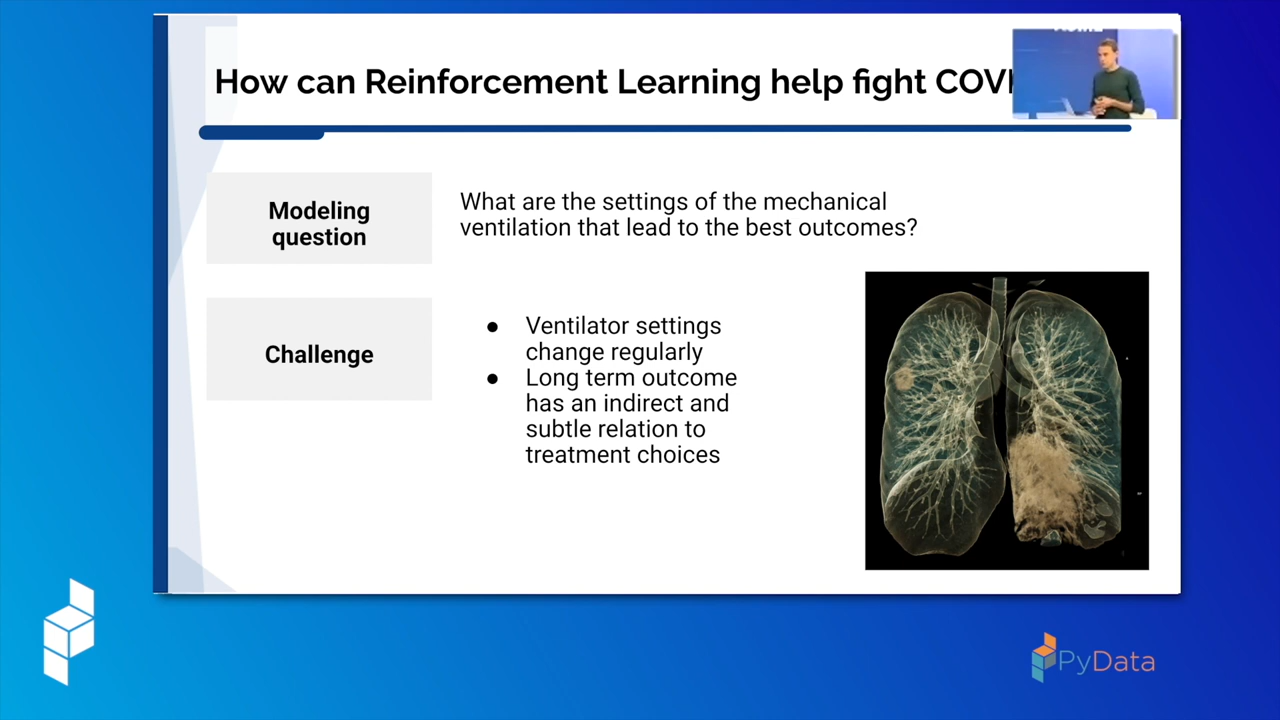 How can Reinforcement Learning help fight
Modeling
question
What are the settings of the mechanical
ventilation that lead to the best outcomes?
Challenge
● Ventilator settings
change regularly
● Long term outcome
has an indirect and
subtle relation to
treatment choices
PyData